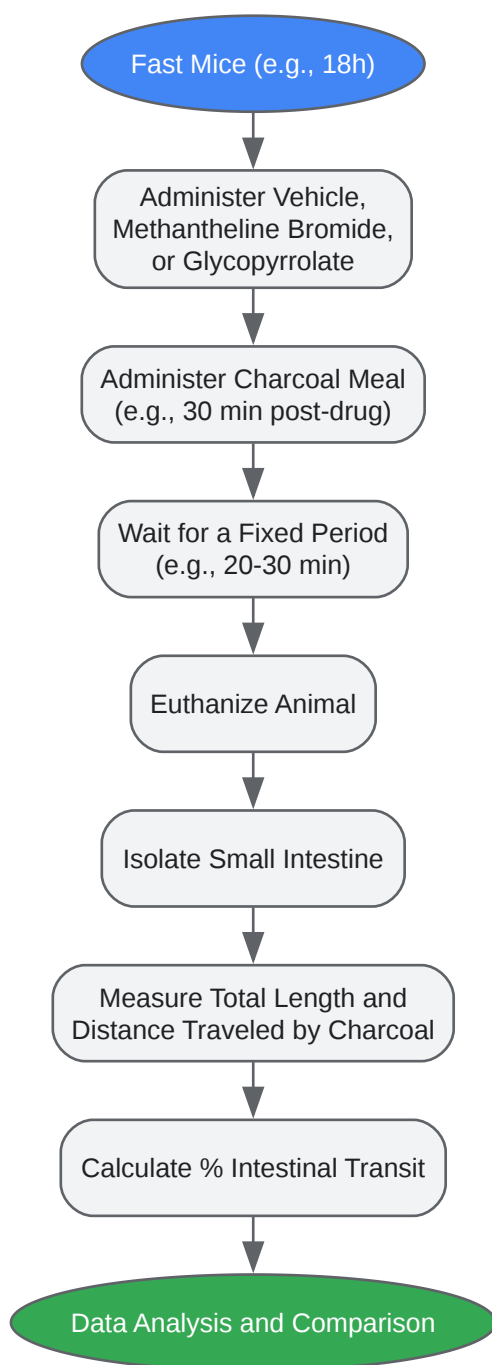 Fast Mice (e.g., 18h)
Administer Vehicle,
Methantheline Bromide,
or Glycopyrrolate
Administer Charcoal Meal
(e.g., 30 min post-drug)
Wait for a Fixed Period
(e.g., 20-30 min)
Euthanize Animal
Isolate Small Intestine
Measure Total Length and
Distance Traveled by Charcoal
Calculate % Intestinal Transit
Data Analysis and Comparison